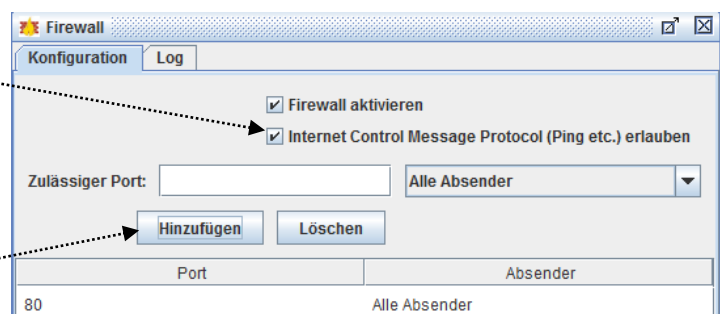 Firewall
Konfiguration Log
Firewall aktivieren
Internet Control Message Protocol (Ping etc.) erlauben
Zulässiger Port: Alle Absender
Hinzufügen Löschen
Port Absender
80 Alle Absender